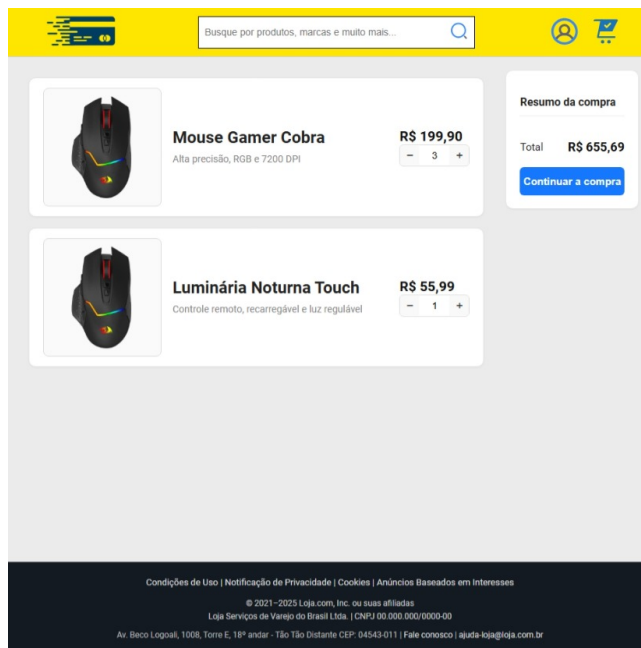 Busque por produtos, marcas e muito mais...
Mouse Gamer Cobra
Alta precisão, RGB e 7200 DPI
R$ 199,90
− 3 +
Luminária Noturna Touch
Controle remoto, recarregável e luz regulável
R$ 55,99
− 1 +
Resumo da compra
Total R$ 655,69
Continuar a compra
Condições de Uso | Notificação de Privacidade | Cookies | Anúncios Baseados em Interesses
© 2021–2025 Loja.com, Inc. ou suas afiliadas
Loja Serviços de Varejo do Brasil Ltda. | CNPJ 00.000.000/0000-00
Av. Beco Logoali, 1008, Torre E, 18º andar - Tão Tão Distante CEP: 04543-011 | Fale conosco | ajuda-loja@loja.com.br